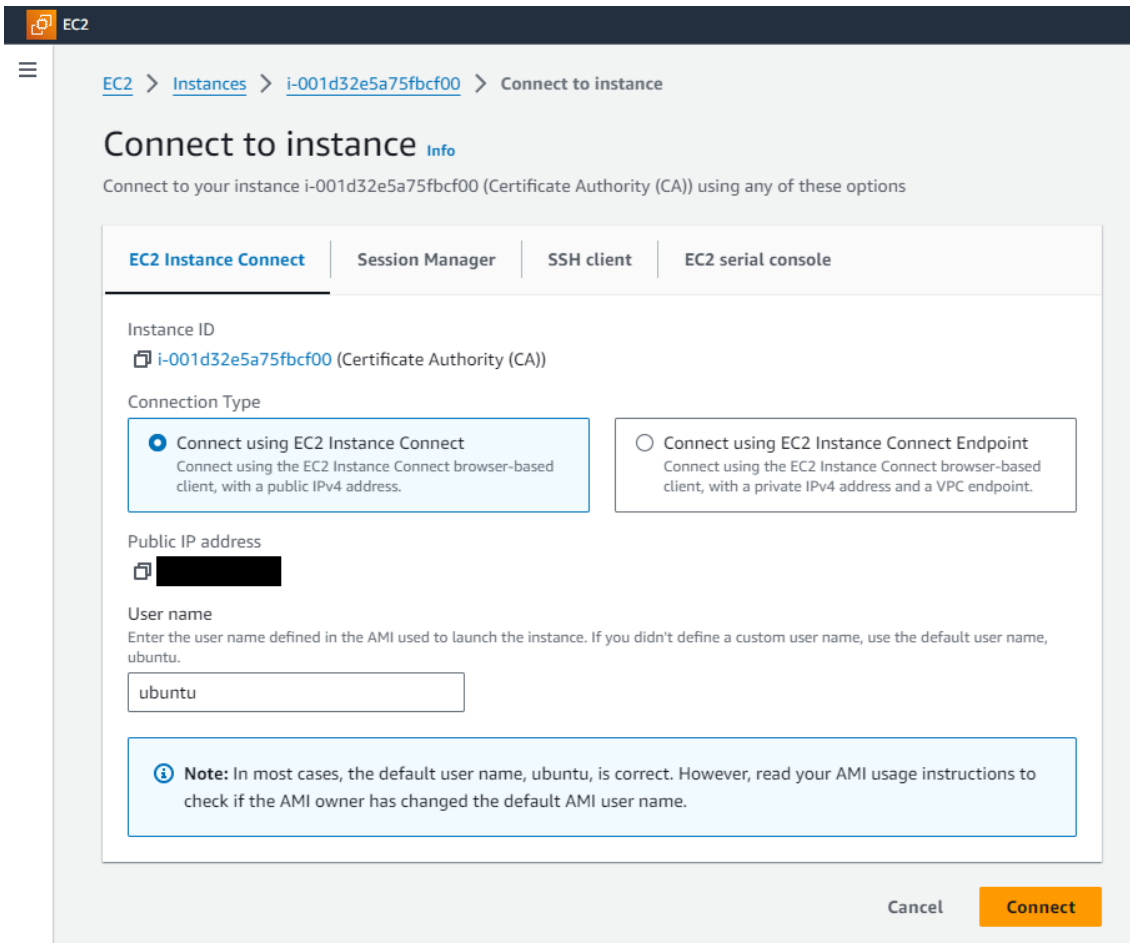 EC2
EC2 > Instances > i-001d32e5a75fbcf00 > Connect to instance
Connect to instance Info
Connect to your instance i-001d32e5a75fbcf00 (Certificate Authority (CA)) using any of these options
EC2 Instance Connect Session Manager SSH client EC2 serial console
Instance ID
i-001d32e5a75fbcf00 (Certificate Authority (CA))
Connection Type
Connect using EC2 Instance Connect
Connect using the EC2 Instance Connect browser-based
client, with a public IPv4 address.
Connect using EC2 Instance Connect Endpoint
Connect using the EC2 Instance Connect browser-based
client, with a private IPv4 address and a VPC endpoint.
Public IP address
User name
Enter the user name defined in the AMI used to launch the instance. If you didn't define a custom user name, use the default user name,
ubuntu.
ubuntu
Note: In most cases, the default user name, ubuntu, is correct. However, read your AMI usage instructions to
check if the AMI owner has changed the default AMI user name.
Cancel Connect